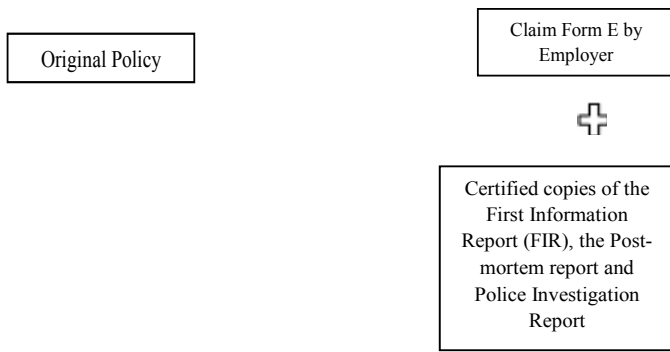 Original Policy
Claim Form E by
Employer
Certified copies of the
First Information
Report (FIR), the Post-
mortem report and
Police Investigation
Report